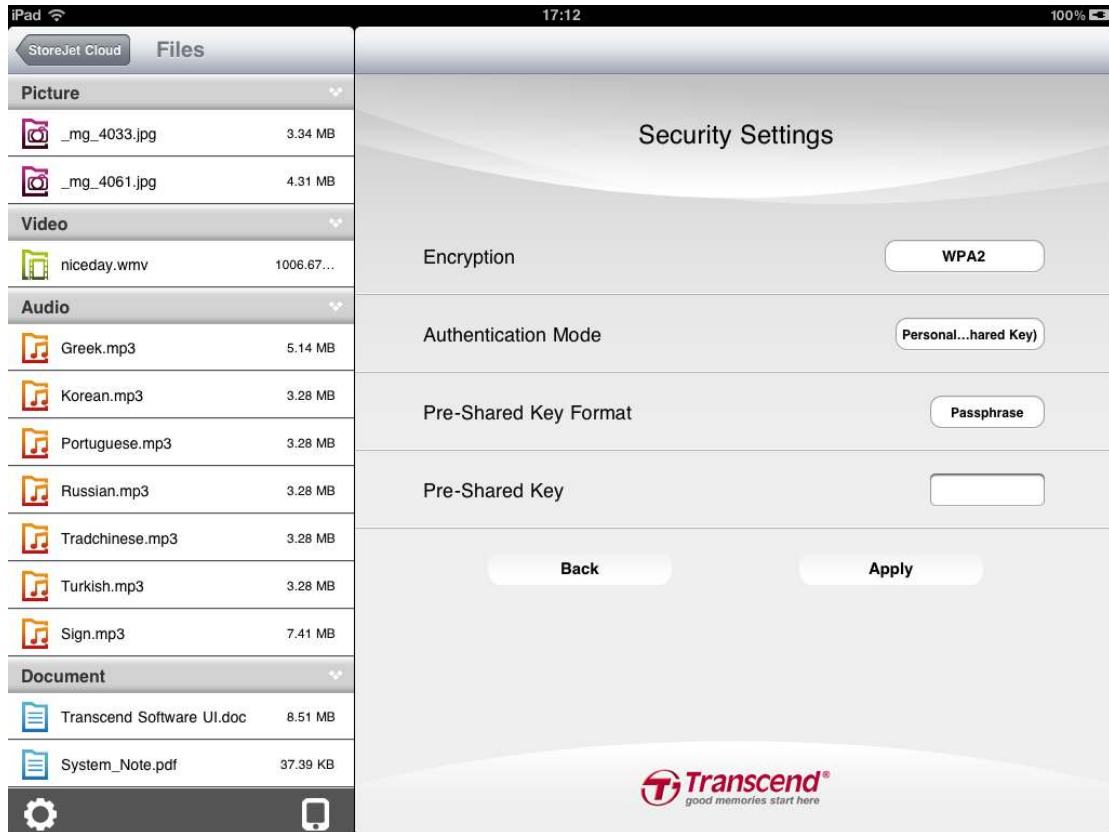 iPad 17:12 100%
StoreJet Cloud Files
Picture
_mg_4033.jpg 3.34 MB
_mg_4061.jpg 4.31 MB
Video
niceday.wmv 1006.67...
Audio
Greek.mp3 5.14 MB
Korean.mp3 3.28 MB
Portuguese.mp3 3.28 MB
Russian.mp3 3.28 MB
Tradchinese.mp3 3.28 MB
Turkish.mp3 3.28 MB
Sign.mp3 7.41 MB
Document
Transcend Software UI.doc 8.51 MB
System_Note.pdf 37.39 KB
Security Settings
Encryption WPA2
Authentication Mode Personal...hared Key)
Pre-Shared Key Format Passphrase
Pre-Shared Key
Back Apply
Transcend®
good memories start here